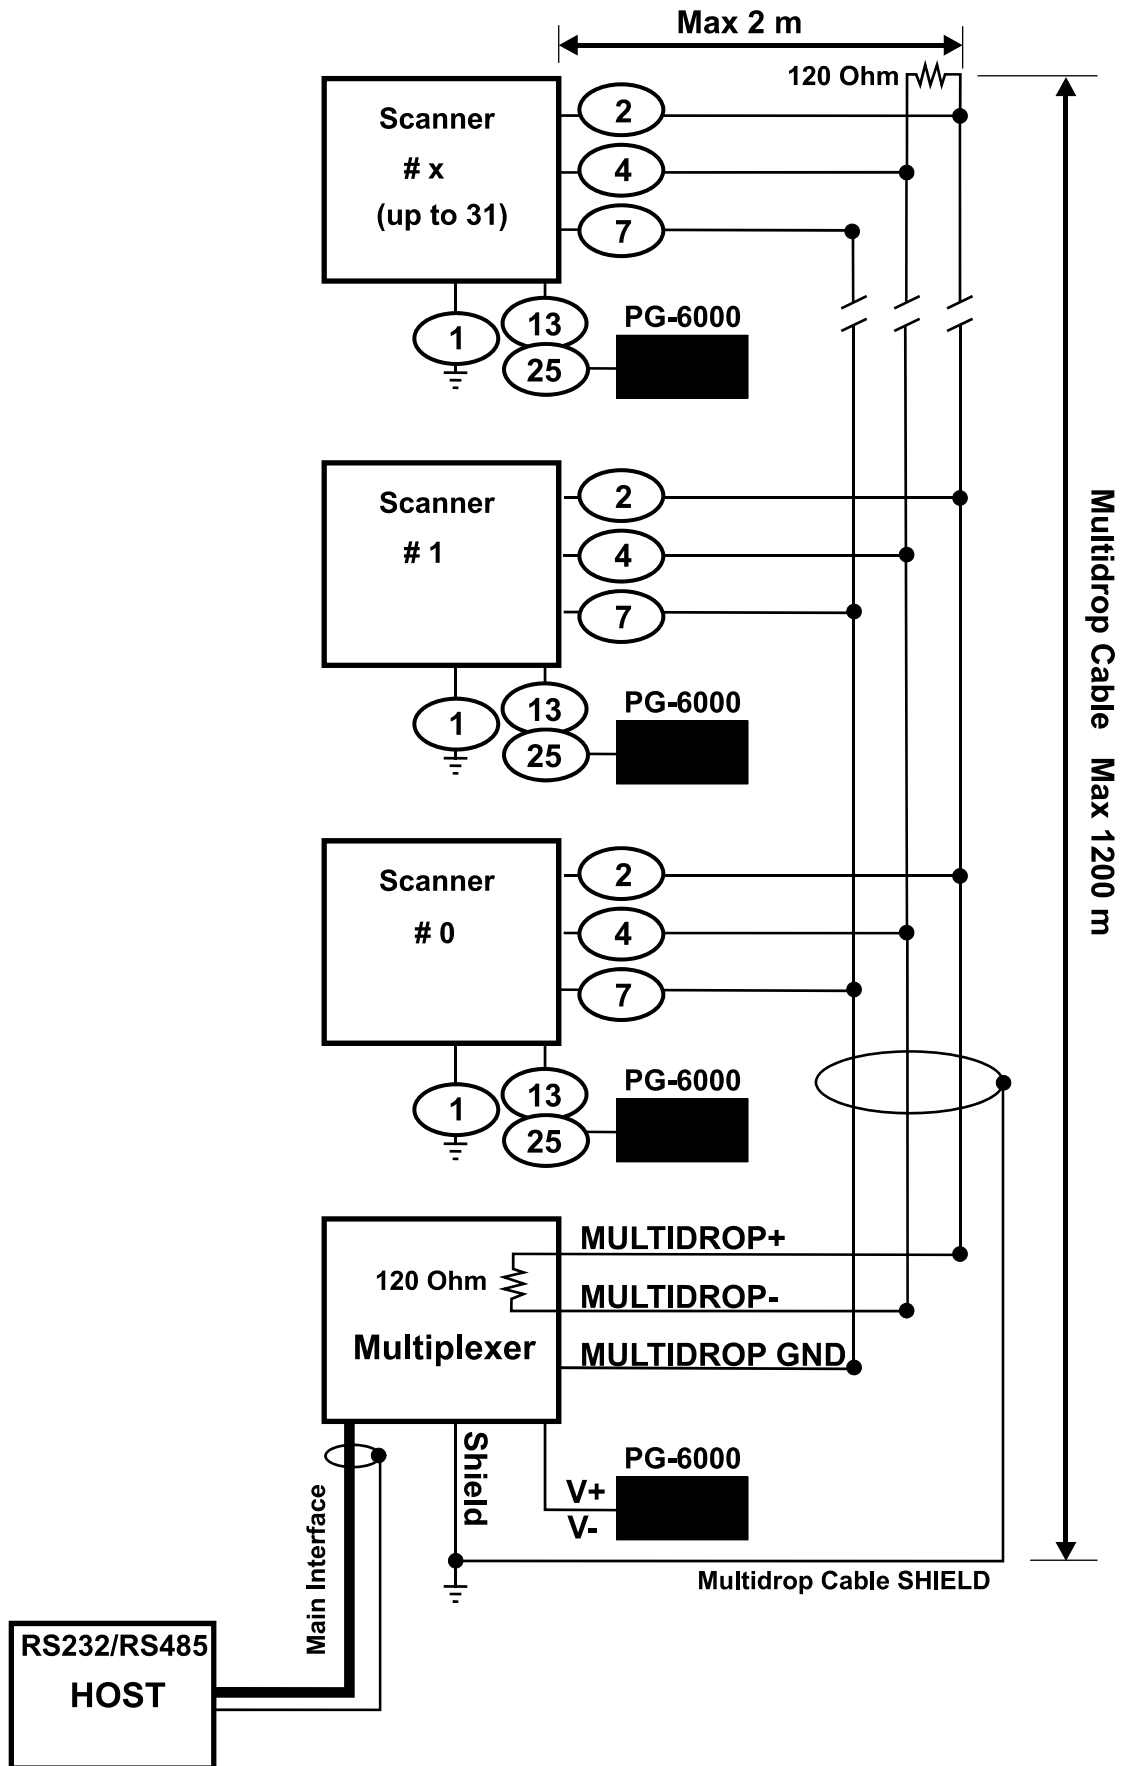 Max 2 m
120 Ohm
Scanner
# x
(up to 31)
2
4
7
1
13
25
PG-6000
Scanner
# 1
2
4
7
1
13
25
PG-6000
Scanner
# 0
2
4
7
1
13
25
PG-6000
Multidrop Cable Max 1200 m
MULTIDROP+
120 Ohm
MULTIDROP-
Multiplexer
MULTIDROP GND
Shield
PG-6000
V+
V-
Main Interface
Multidrop Cable SHIELD
RS232/RS485
HOST